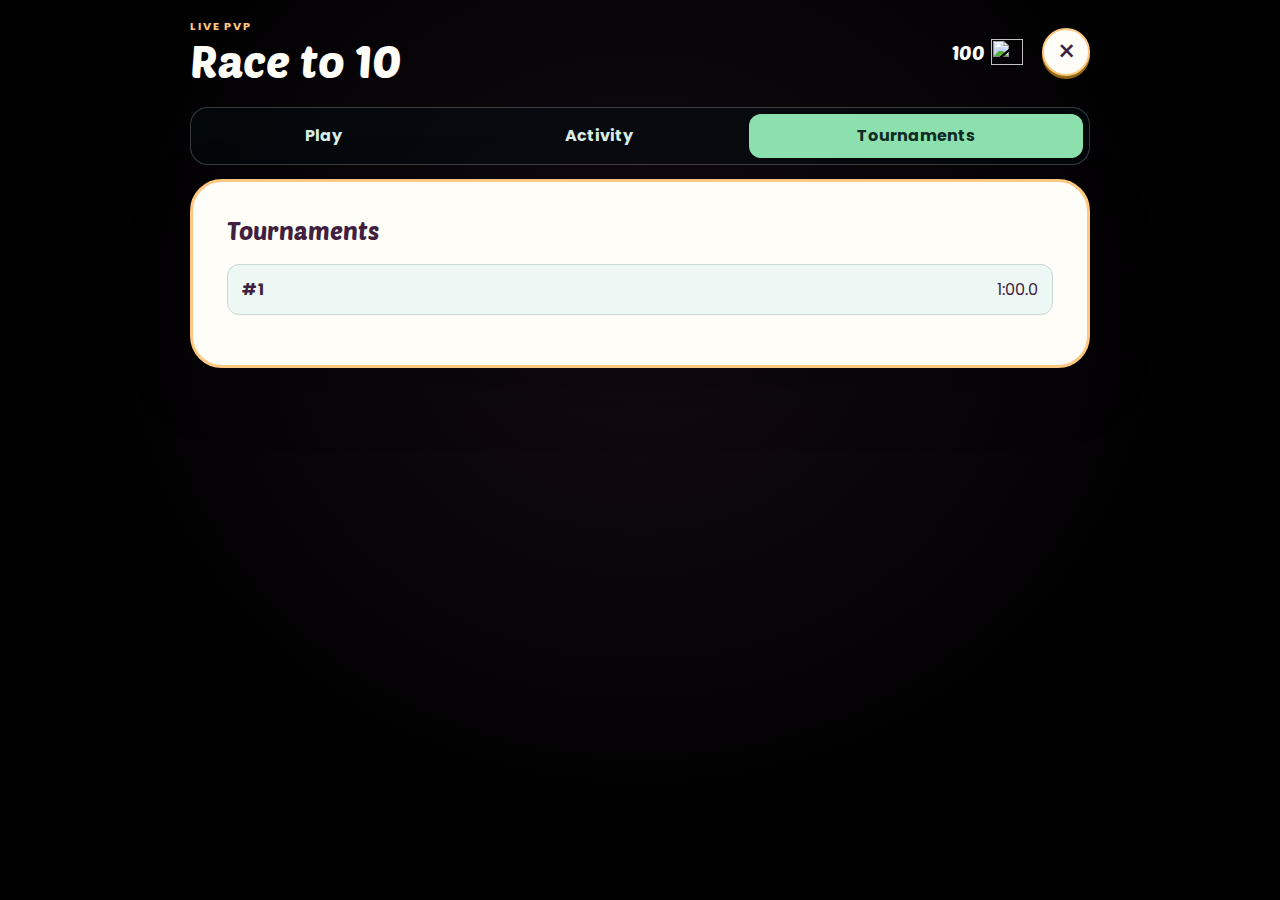 LIVE PVP
Race to 10
100
×
Play
Activity
Tournaments
Tournaments
#1
1:00.0